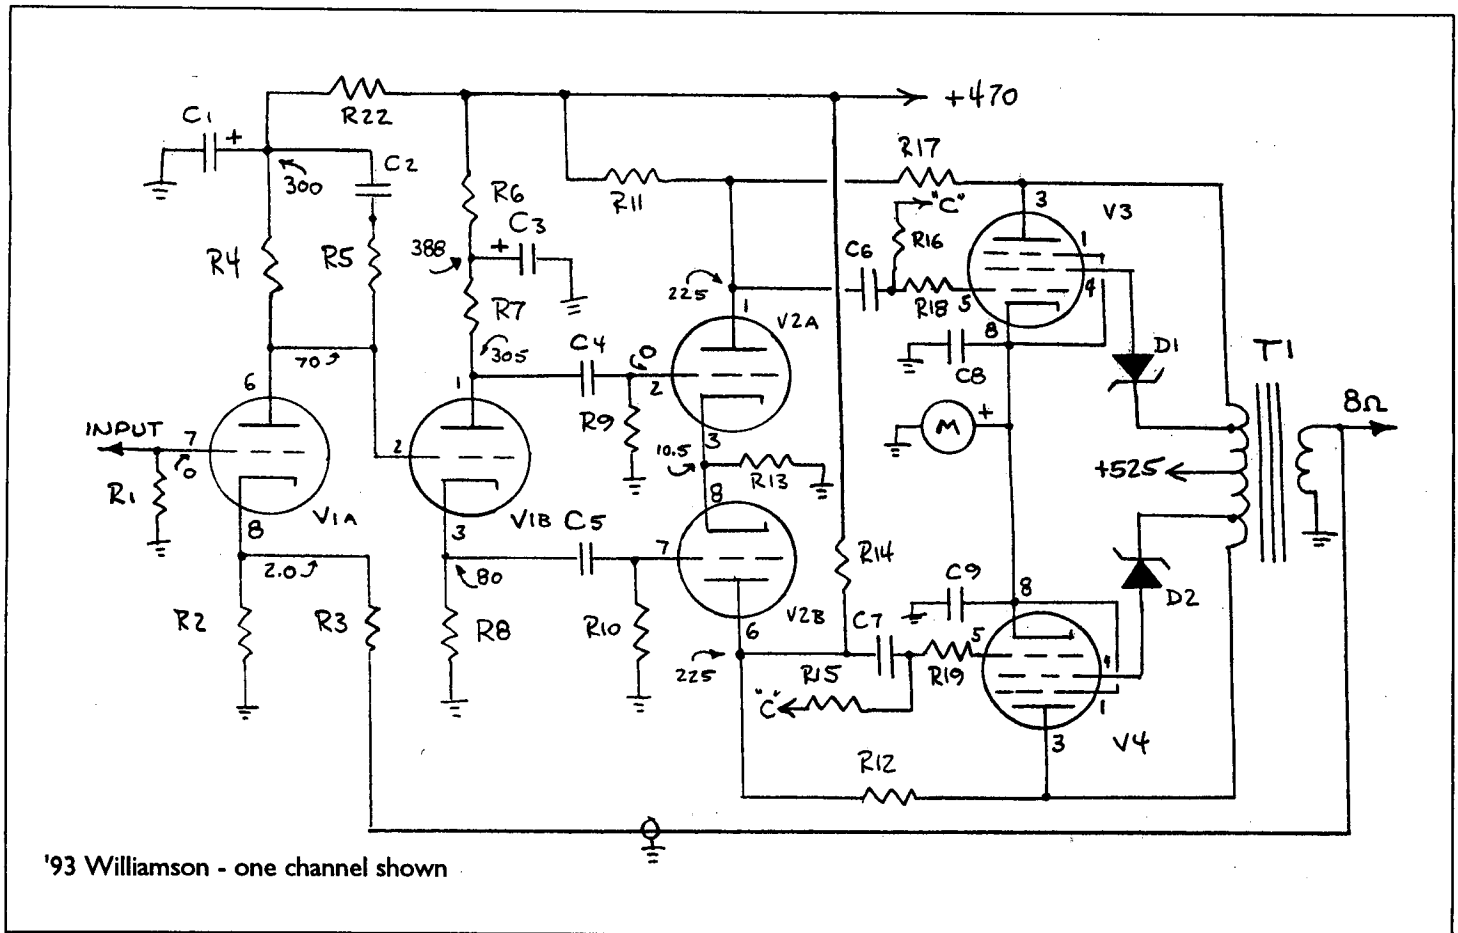 R22
+470
C1
+
300
C2
R4
R5
70
R6
388
+
C3
R7
305
R11
225
R17
3
V3
"C"
R16
1
4
C6
R18
5
8
C8
D1
T1
8Ω
M +
+525
6
INPUT
7
0
R1
V1A
8
2.0
R2
R3
1
2
V1B
3
80
R8
C4
0
2
R9
1
V2A
3
10.5
R13
8
C5
7
R10
V2B
6
225
R14
C7
R15
"C"
C9
8
5
R19
4
1
D2
V4
3
R12
'93 Williamson - one channel shown